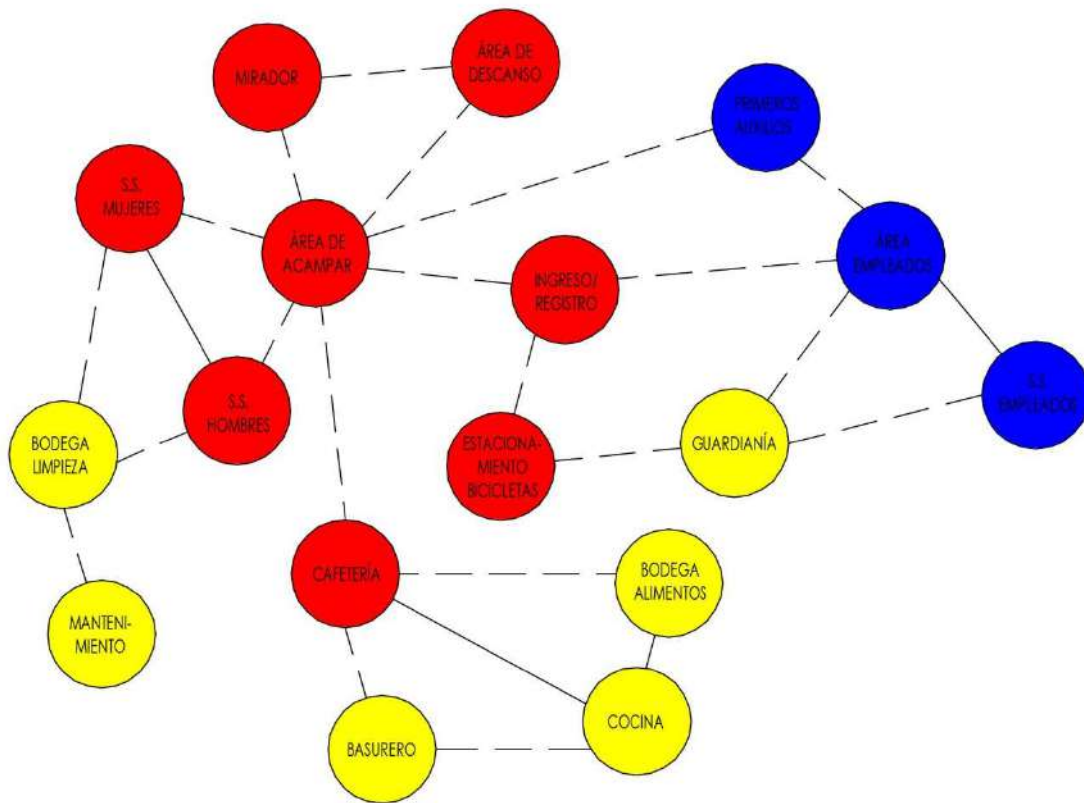 MIRADOR
ÁREA DE
DESCANSO
PRIMEROS
AUXILIOS
S.S.
MUJERES
ÁREA DE
ACAMPAR
INGRESO/
REGISTRO
ÁREA
EMPLEADOS
S.S.
EMPLEADOS
S.S.
HOMBRES
BODEGA
LIMPIEZA
ESTACIONA-
MIENTO
BICICLETAS
GUARDIANÍA
CAFETERÍA
BODEGA
ALIMENTOS
MANTENI-
MIENTO
BASURERO
COCINA